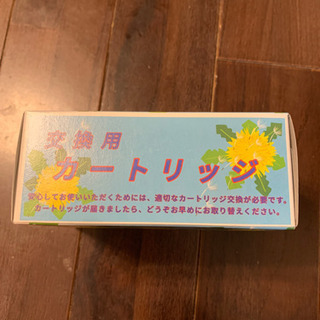 交換用
カートリッジ
安心してお使いいただくためには、適切なカートリッジ交換が必要です。
カートリッジが届きましたら、どうぞお早めにお取り替えください。